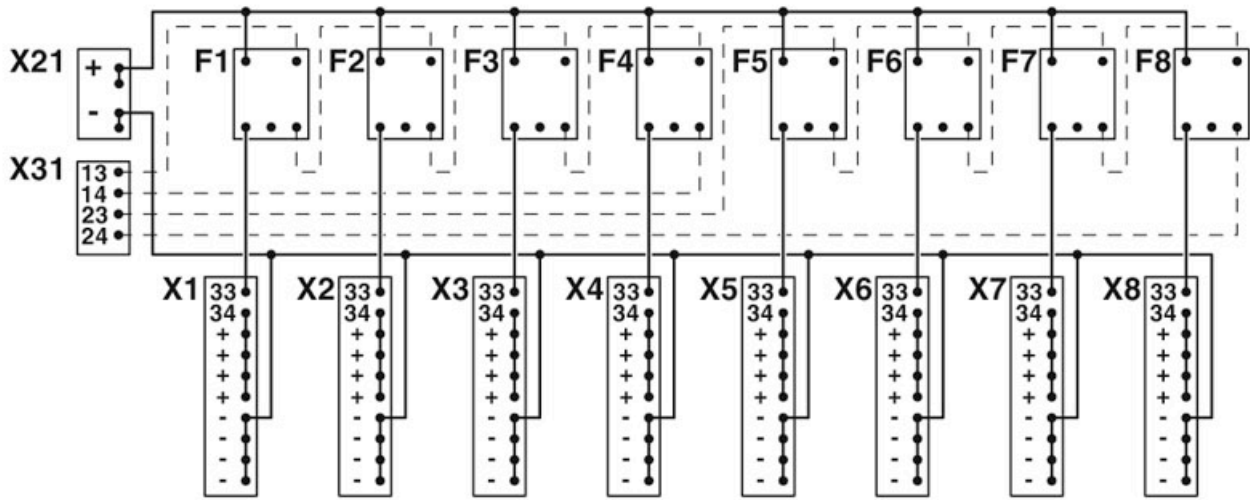 X21 + F1 F2 F3 F4 F5 F6 F7 F8
-
X31 13
14
23
24
X1 33 X2 33 X3 33 X4 33 X5 33 X6 33 X7 33 X8 33
34 34 34 34 34 34 34 34
+ + + + + + + +
+ + + + + + + +
+ + + + + + + +
+ + + + + + + +
- - - - - - - -
- - - - - - - -
- - - - - - - -
- - - - - - - -